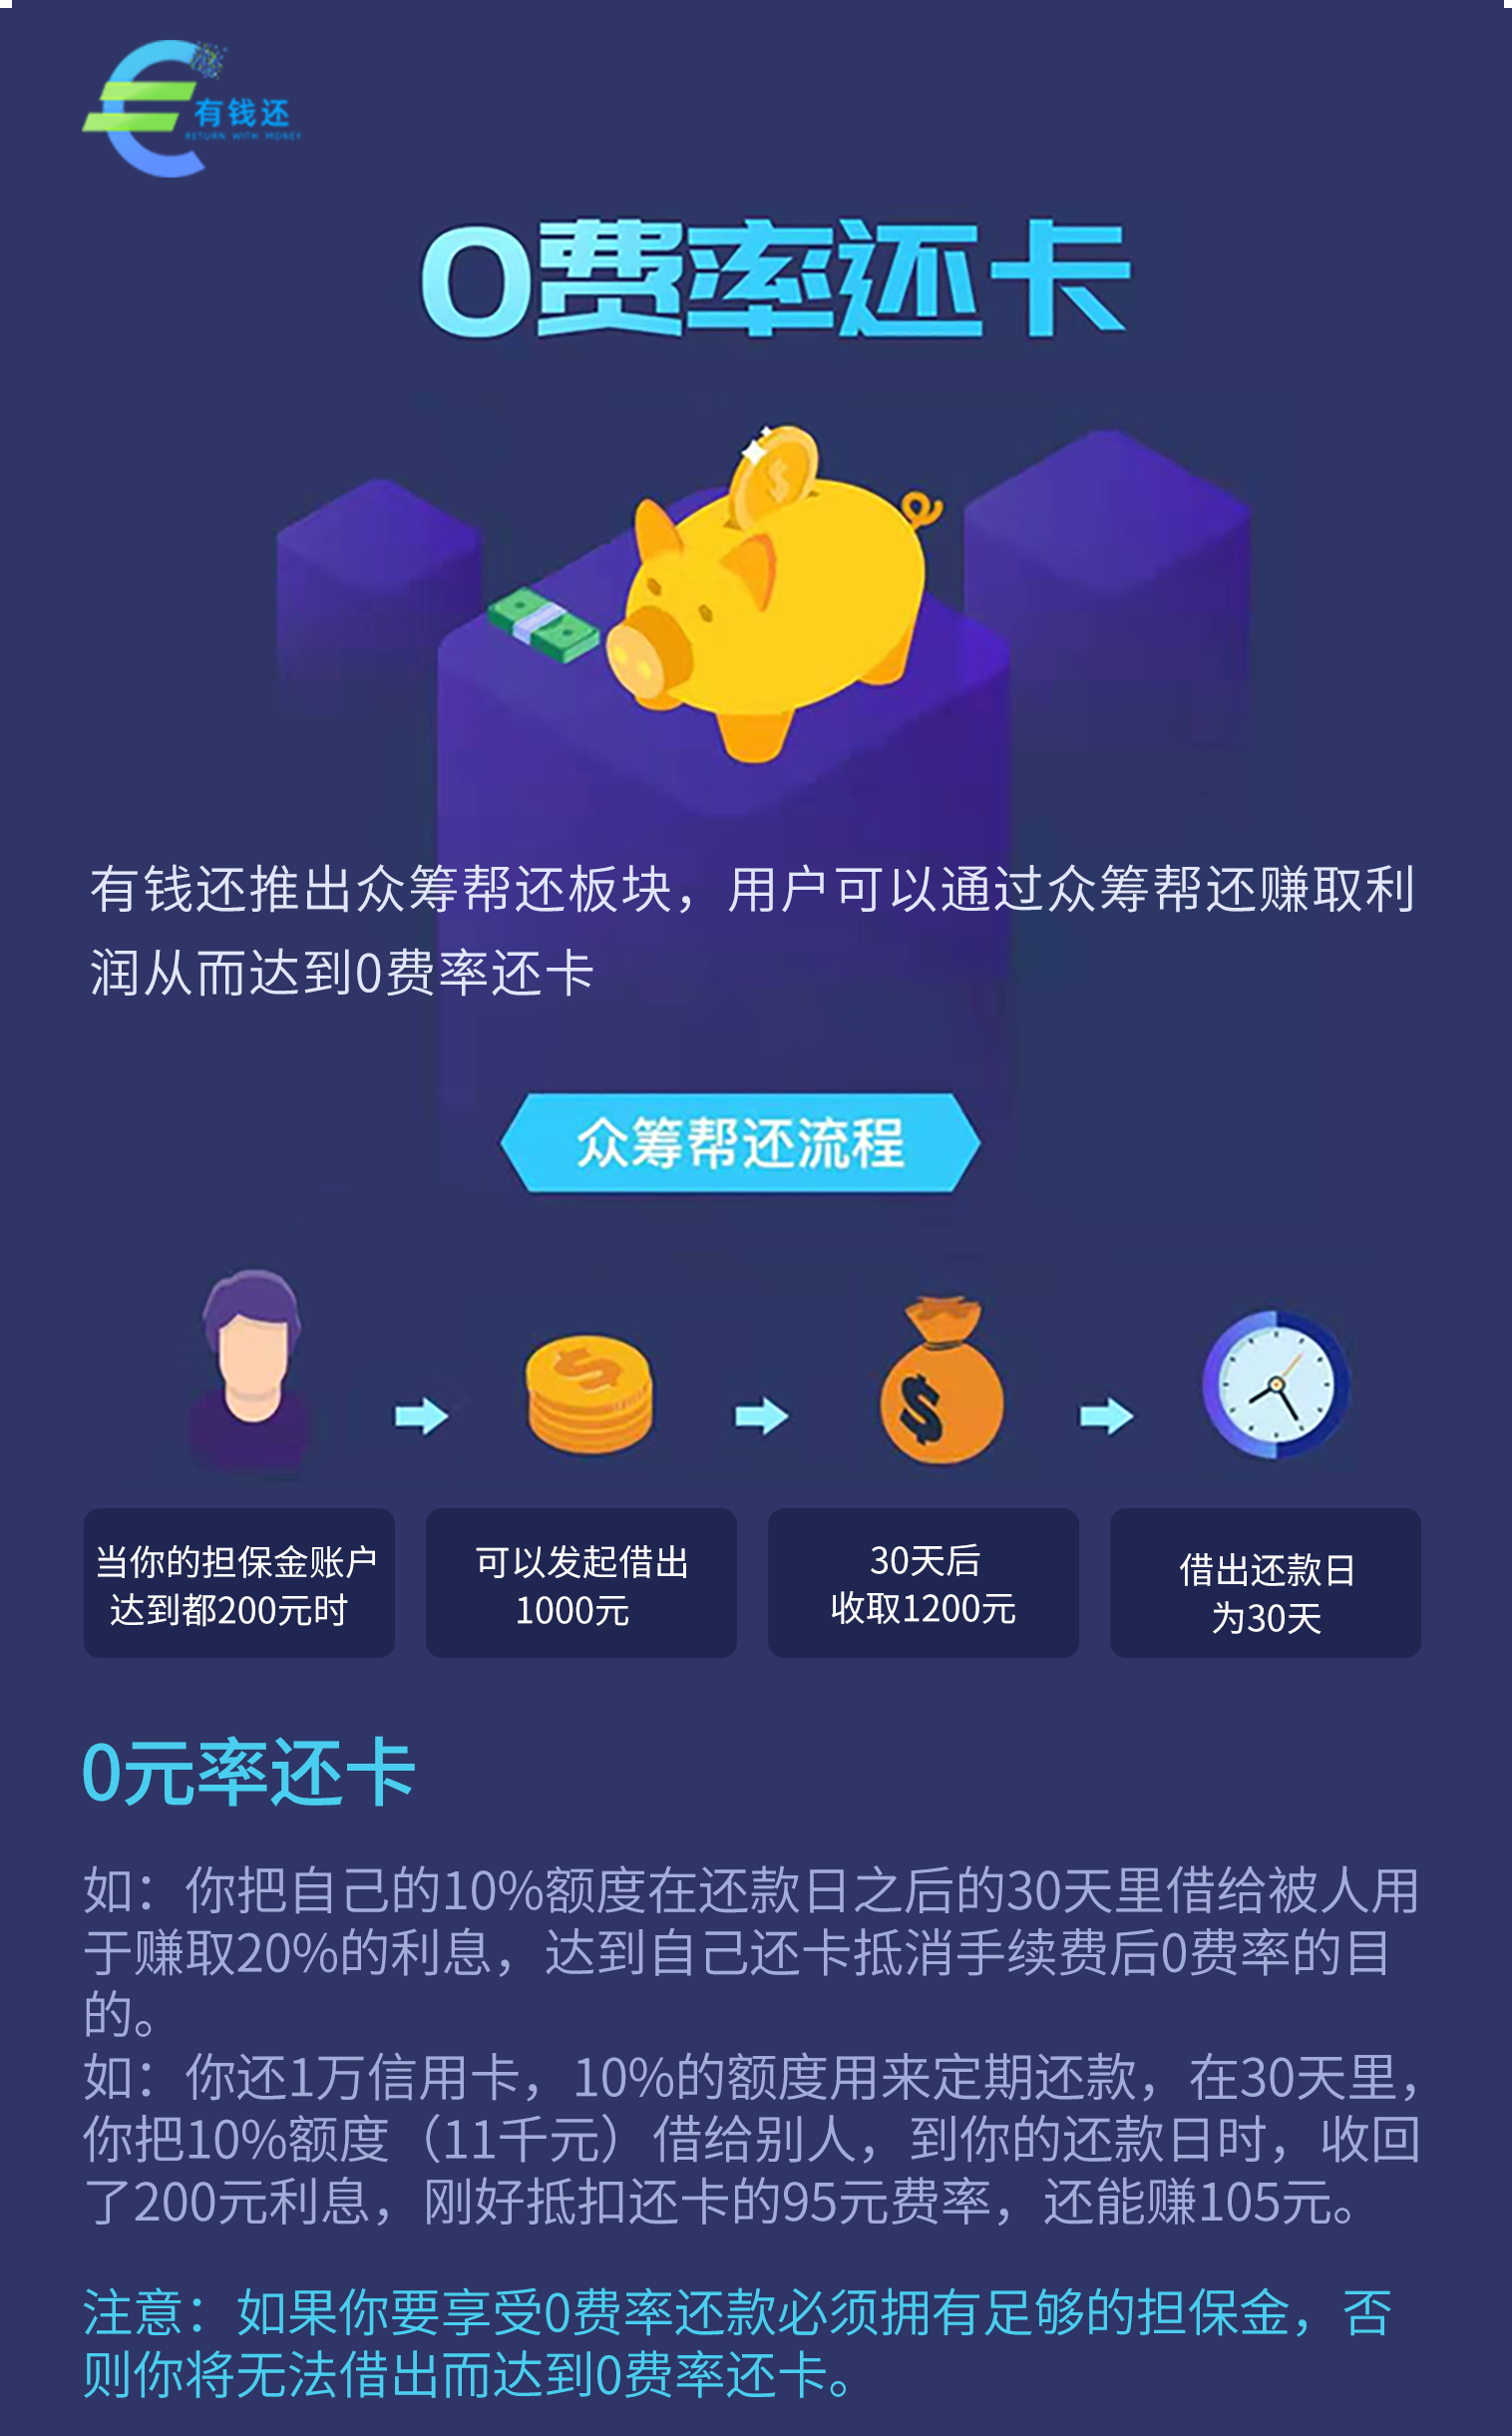 有钱还
RETURN WITH MONEY
0费率还卡
有钱还推出众筹帮还板块，用户可以通过众筹帮还赚取利
润从而达到0费率还卡
众筹帮还流程
当你的担保金账户
达到都200元时
可以发起借出
1000元
30天后
收取1200元
借出还款日
为30天
0元率还卡
如：你把自己的10%额度在还款日之后的30天里借给被人用
于赚取20%的利息，达到自己还卡抵消手续费后0费率的目
的。
如：你还1万信用卡，10%的额度用来定期还款，在30天里，
你把10%额度（11千元）借给别人，到你的还款日时，收回
了200元利息，刚好抵扣还卡的95元费率，还能赚105元。
注意：如果你要享受0费率还款必须拥有足够的担保金，否
则你将无法借出而达到0费率还卡。